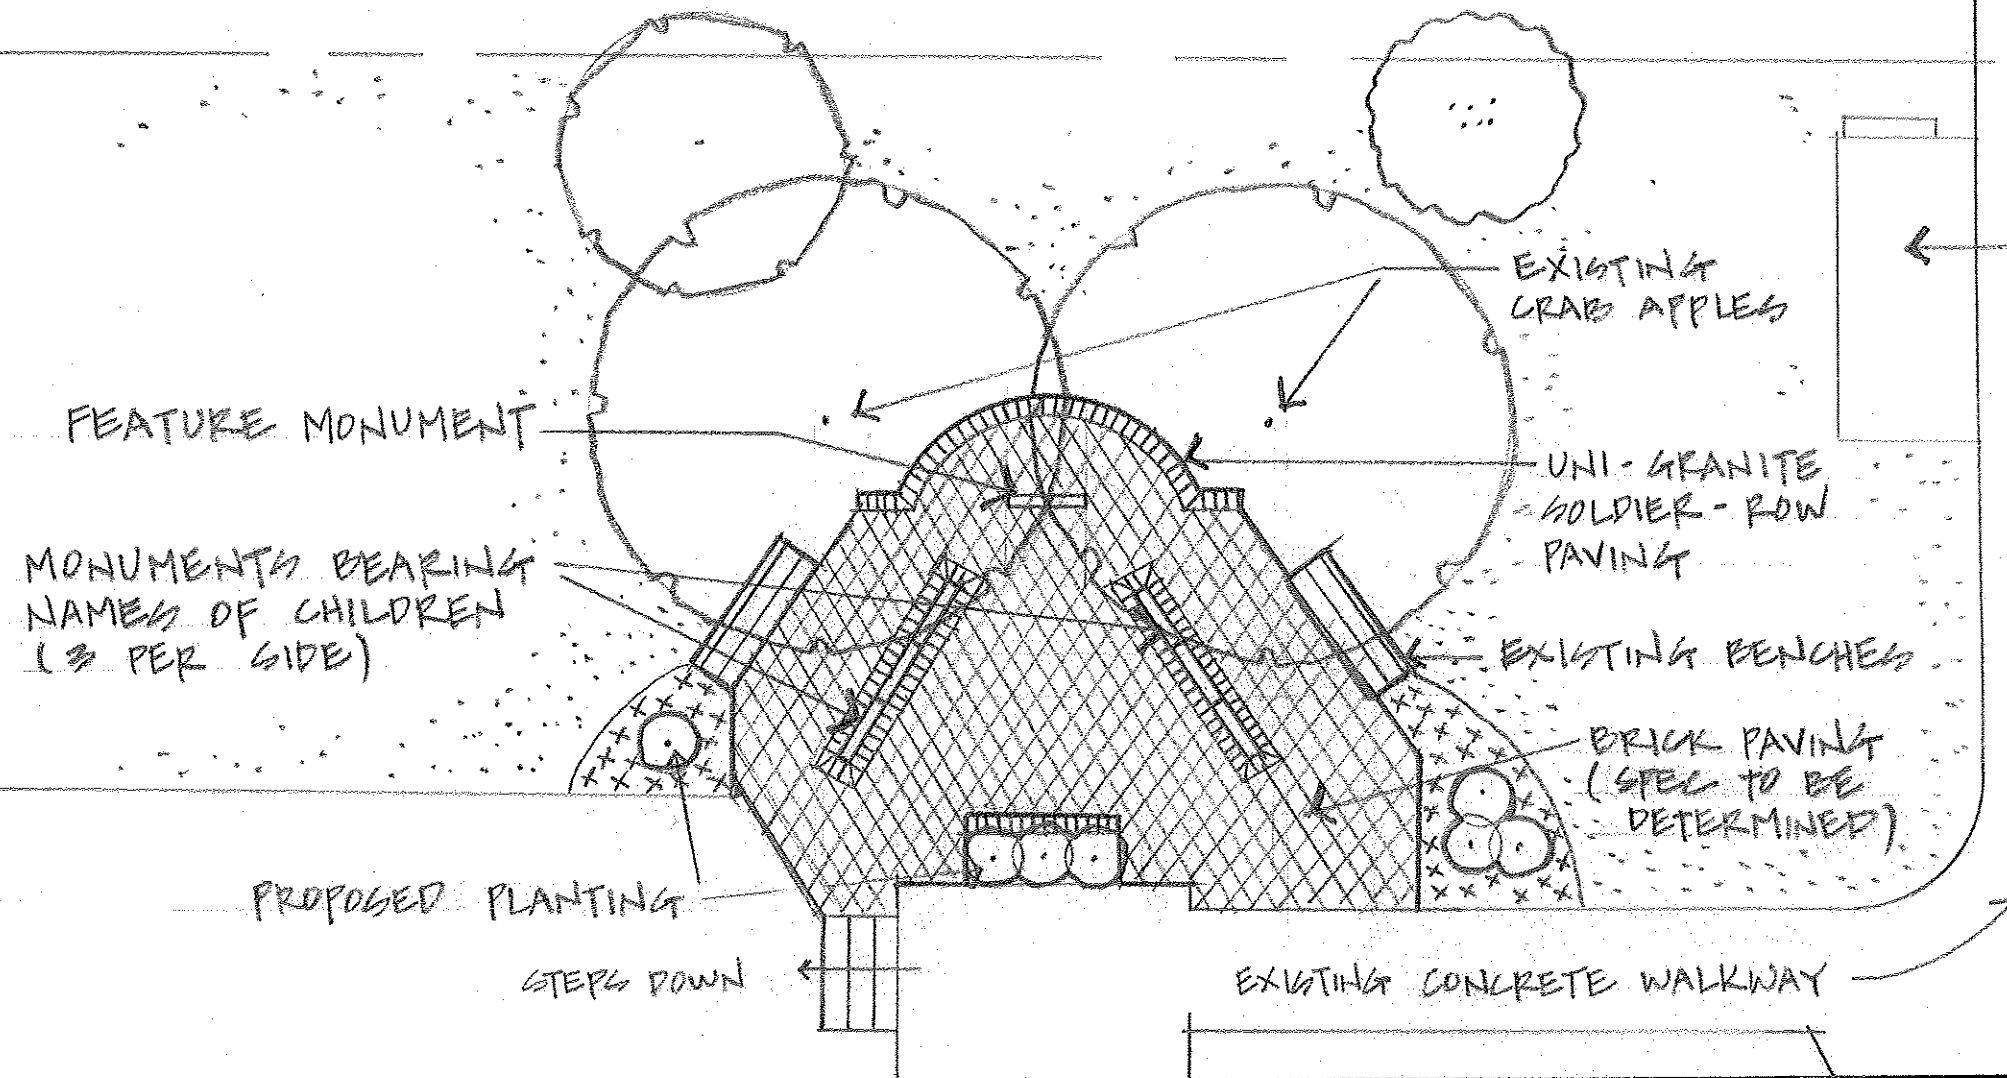 EXISTING
CRAB APPLES
FEATURE MONUMENT
UNI-GRANITE
SOLDIER-ROW
PAVING
MONUMENTS BEARING
NAMES OF CHILDREN
(3 PER SIDE)
EXISTING BENCHES
BRICK PAVING
(SPEC TO BE
DETERMINED)
PROPOSED PLANTING
STEPS DOWN
EXISTING CONCRETE WALKWAY